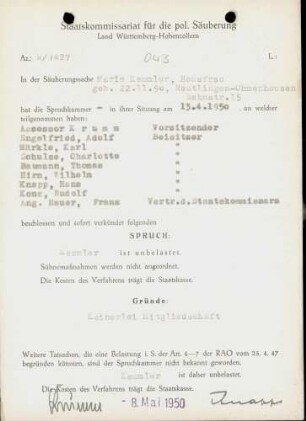 Staatskommissariat für die pol. Säuberung
Land Württemberg-Hohenzollern
Az.: 043 L:
In der Säuberungssache Marie Kemmler, Hausfrau
geb. 22.11.90, Reutlingen-Ohmenhausen
hat die Spruchkammer - in ihrer Sitzung am 13.4.1950, an welcher
teilgenommen haben:
Assessor K r u m m Vorsitzender
Engelfried, Adolf Beisitzer
Märkle, Karl "
Schulze, Charlotte "
Baumann, Thomas "
Hirn, Wilhelm "
Knapp, Hans "
Konz, Rudolf "
Ang. Bauer, Franz Vertr.d.Staatskommissars
beschlossen und sofort verkündet folgenden
SPRUCH:
Kemmler ist unbelastet.
Sühnemaßnahmen werden nicht angeordnet.
Die Kosten des Verfahrens trägt die Staatskasse.
Gründe:
Keinerlei Mitgliedschaft
Weitere Tatsachen, die eine Belastung i. S. der Art. 4-7 der RAO vom 25. 4. 47
begründen könnten, sind der Spruchkammer nicht bekannt geworden.
Kemmler ist daher unbelastet.
Die Kosten des Verfahrens trägt die Staatskasse.
- 8. Mai 1950